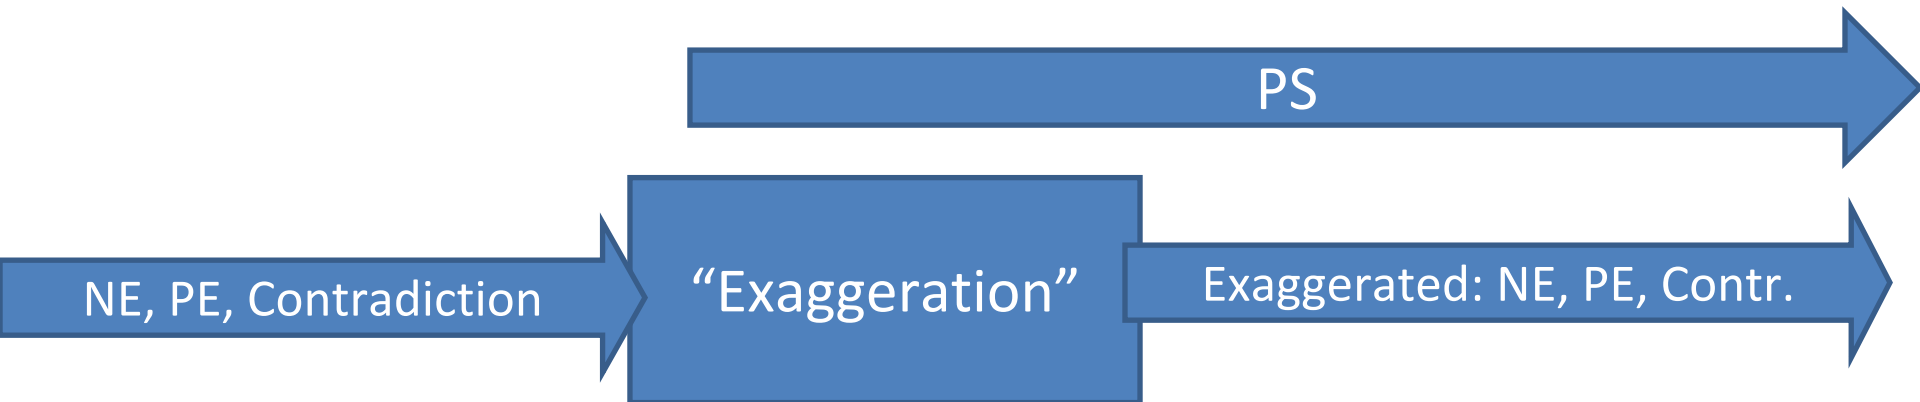 PS
NE, PE, Contradiction
“Exaggeration”
Exaggerated: NE, PE, Contr.